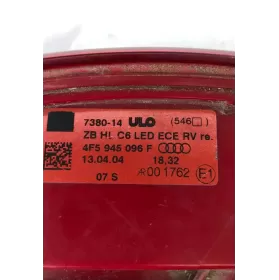 7380-14 ULO (546)
ZB HL C6 LED ECE RV re.
4F5 945 096 F
13.04.04 18,32
07 S AR 001762 E1